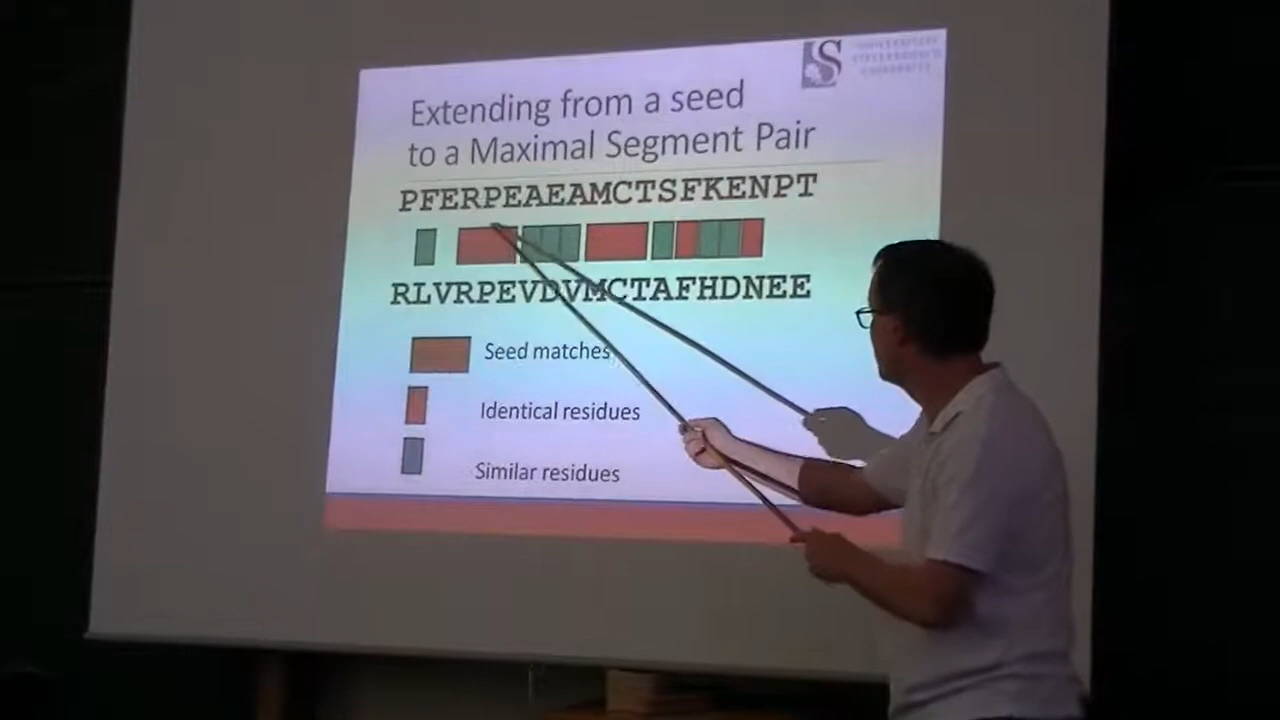 S
Extending from a seed
to a Maximal Segment Pair
PFERPEAEAMCTSFKENPT
RLVRPEVDVMCTAFHDNEE
Seed matches
Identical residues
Similar residues